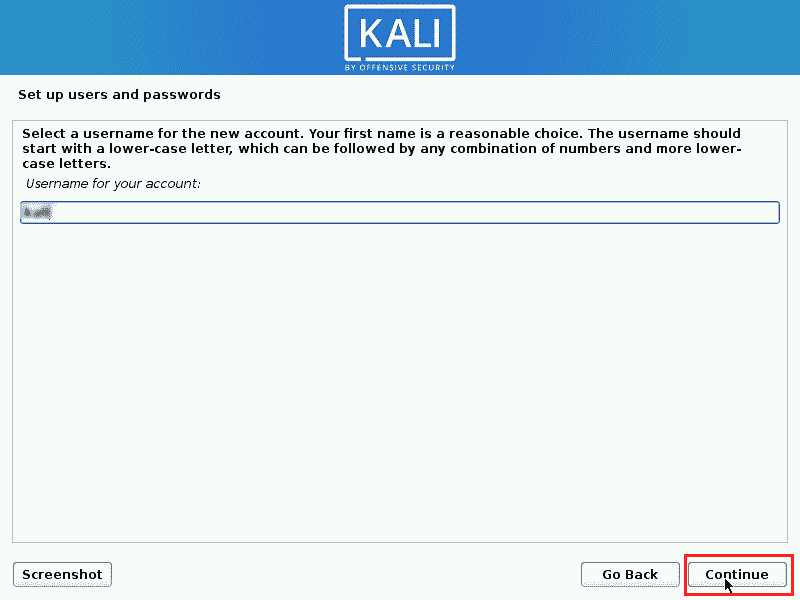 KALI
BY OFFENSIVE SECURITY
Set up users and passwords
Select a username for the new account. Your first name is a reasonable choice. The username should
start with a lower-case letter, which can be followed by any combination of numbers and more lower-
case letters.
Username for your account:
Screenshot
Go Back
Continue